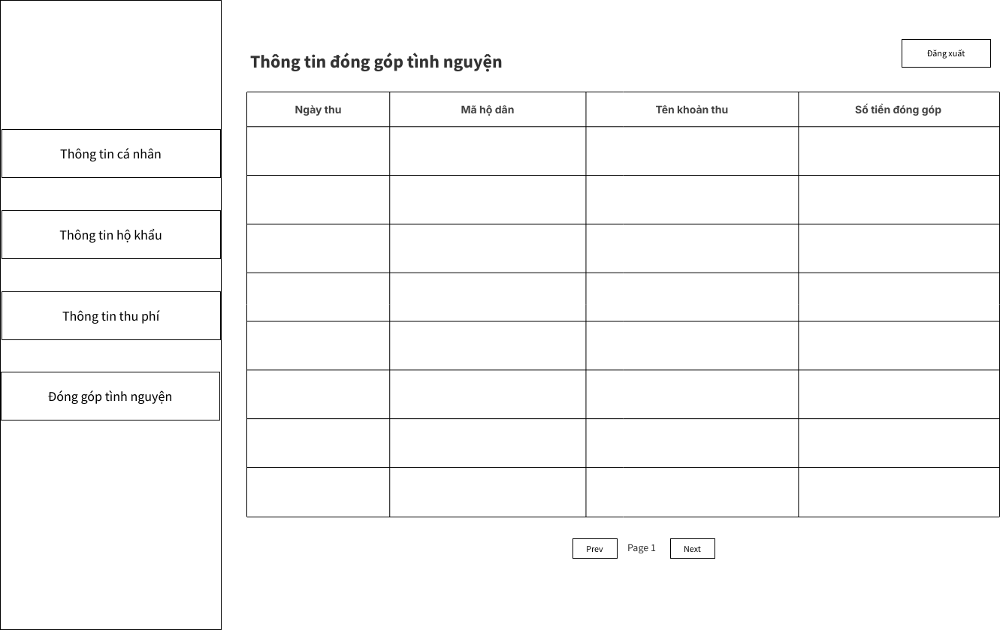 Thông tin đóng góp tình nguyện
Đăng xuất
Thông tin cá nhân
Thông tin hộ khẩu
Thông tin thu phí
Đóng góp tình nguyện
Ngày thu
Mã hộ dân
Tên khoản thu
Số tiền đóng góp
Prev
Page 1
Next